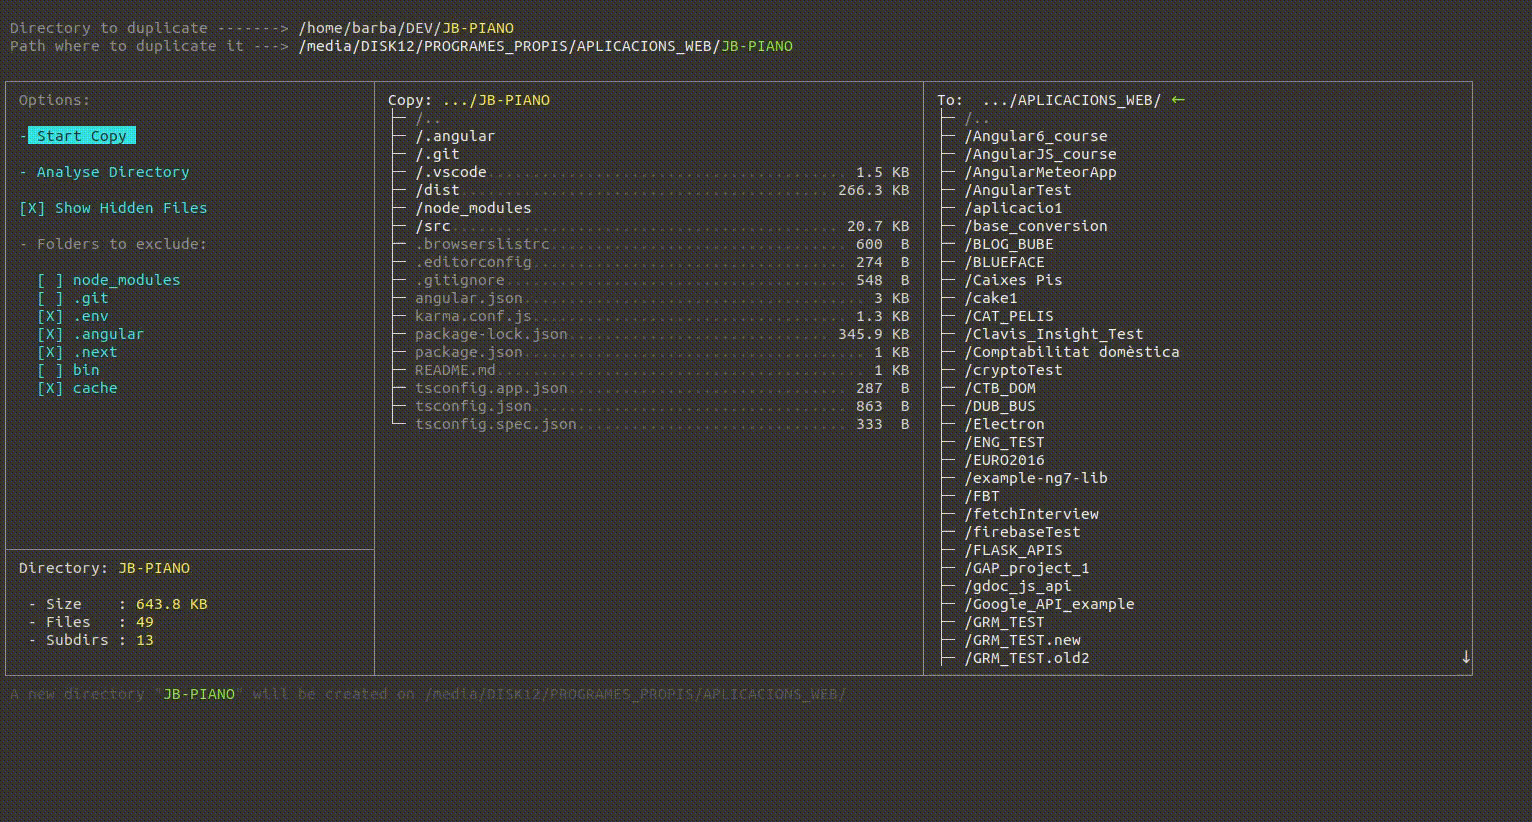 Directory to duplicate -------> /home/barba/DEV/JB-PIANO
Path where to duplicate it ---> /media/DISK12/PROGRAMES_PROPIS/APLICACIONS_WEB/JB-PIANO
Options:
- Start Copy
- Analyse Directory
[X] Show Hidden Files
- Folders to exclude:
[ ] node_modules
[ ] .git
[X] .env
[X] .angular
[X] .next
[ ] bin
[X] cache
Directory: JB-PIANO
- Size    : 643.8 KB
- Files   : 49
- Subdirs : 13
Copy: .../JB-PIANO
/..
/.angular
/.git
/.vscode........................................ 1.5 KB
/dist......................................... 266.3 KB
/node_modules
/src........................................... 20.7 KB
.browserslistrc................................. 600  B
.editorconfig................................... 274  B
.gitignore...................................... 548  B
angular.json...................................... 3 KB
karma.conf.js................................... 1.3 KB
package-lock.json............................. 345.9 KB
package.json...................................... 1 KB
README.md......................................... 1 KB
tsconfig.app.json............................... 287  B
tsconfig.json................................... 863  B
tsconfig.spec.json.............................. 333  B
To:  .../APLICACIONS_WEB/ ←
/..
/Angular6_course
/AngularJS_course
/AngularMeteorApp
/AngularTest
/aplicacio1
/base_conversion
/BLOG_BUBE
/BLUEFACE
/Caixes Pis
/cake1
/CAT_PELIS
/Clavis_Insight_Test
/Comptabilitat domèstica
/cryptoTest
/CTB_DOM
/DUB_BUS
/Electron
/ENG_TEST
/EURO2016
/example-ng7-lib
/FBT
/fetchInterview
/firebaseTest
/FLASK_APIS
/GAP_project_1
/gdoc_js_api
/Google_API_example
/GRM_TEST
/GRM_TEST.new
/GRM_TEST.old2 ↓
A new directory "JB-PIANO" will be created on /media/DISK12/PROGRAMES_PROPIS/APLICACIONS_WEB/